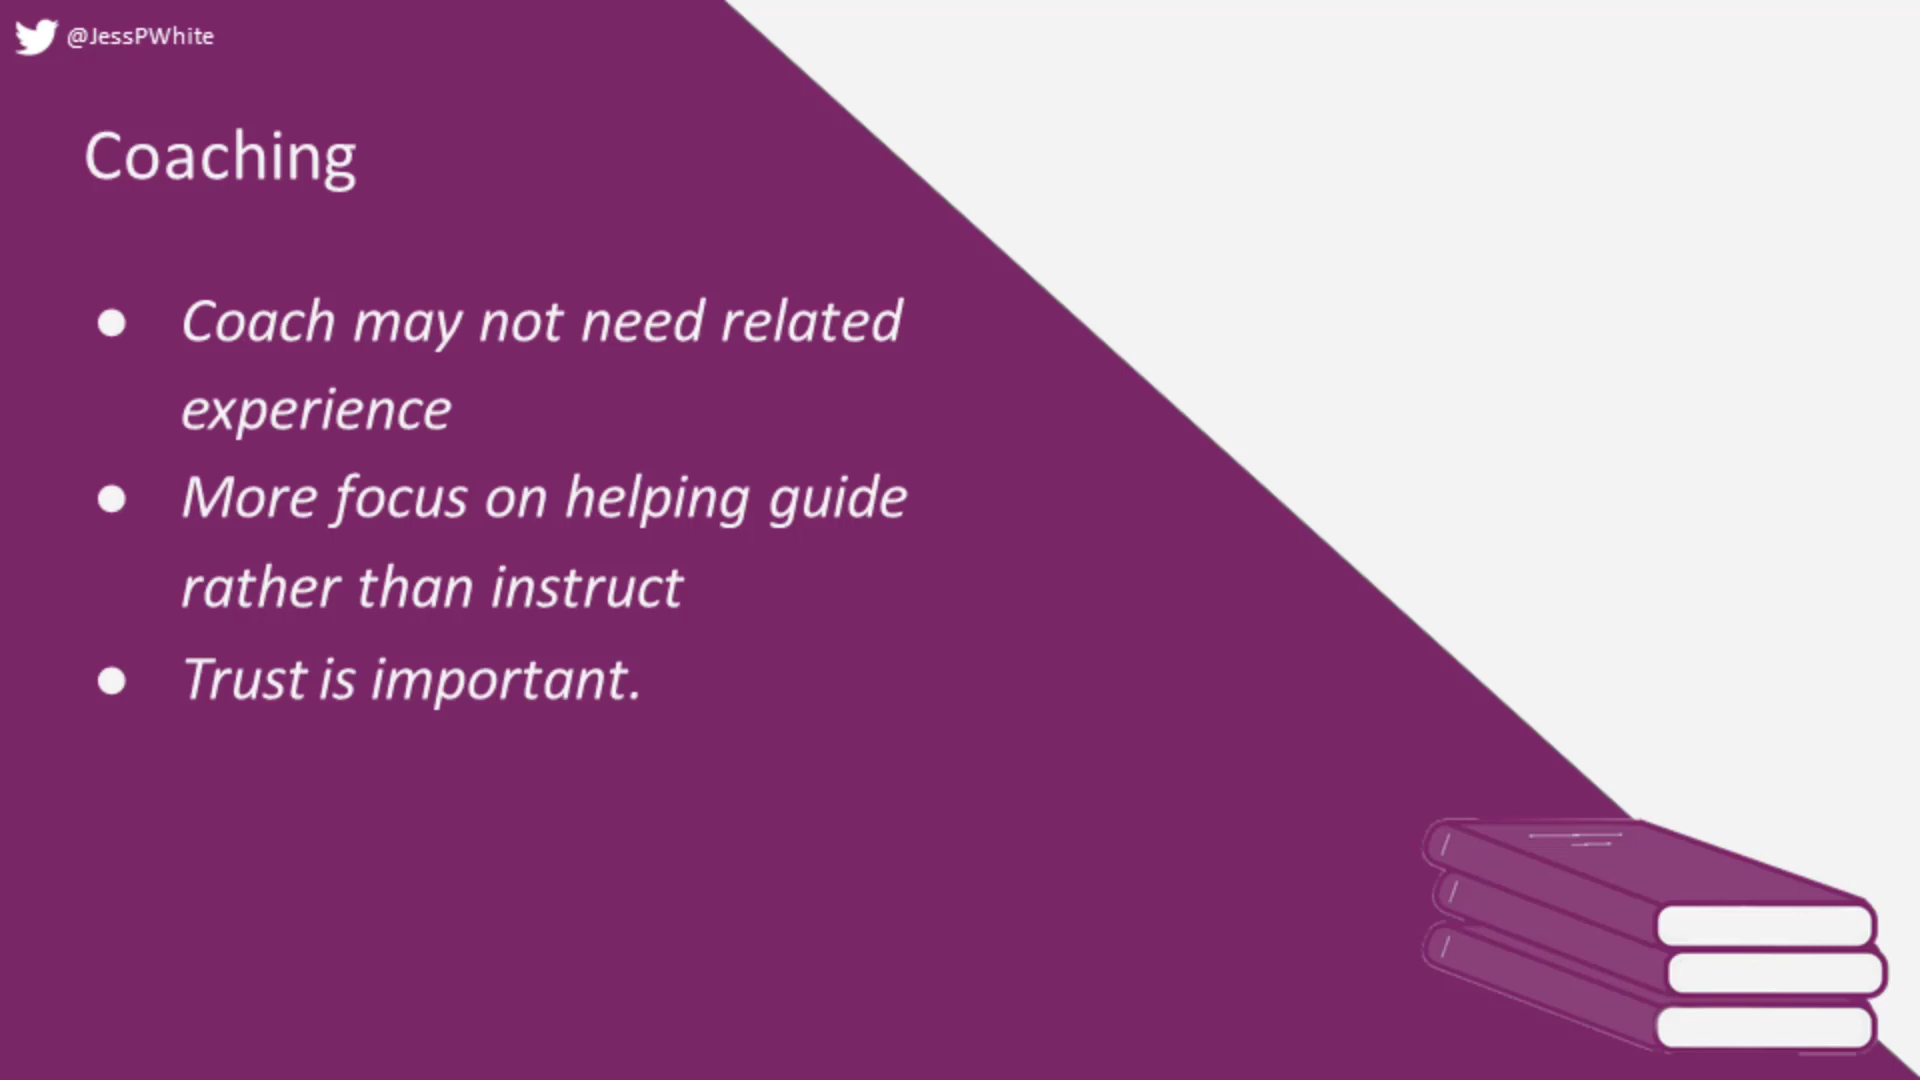 @JessPWhite
Coaching
● Coach may not need related
experience
● More focus on helping guide
rather than instruct
● Trust is important.